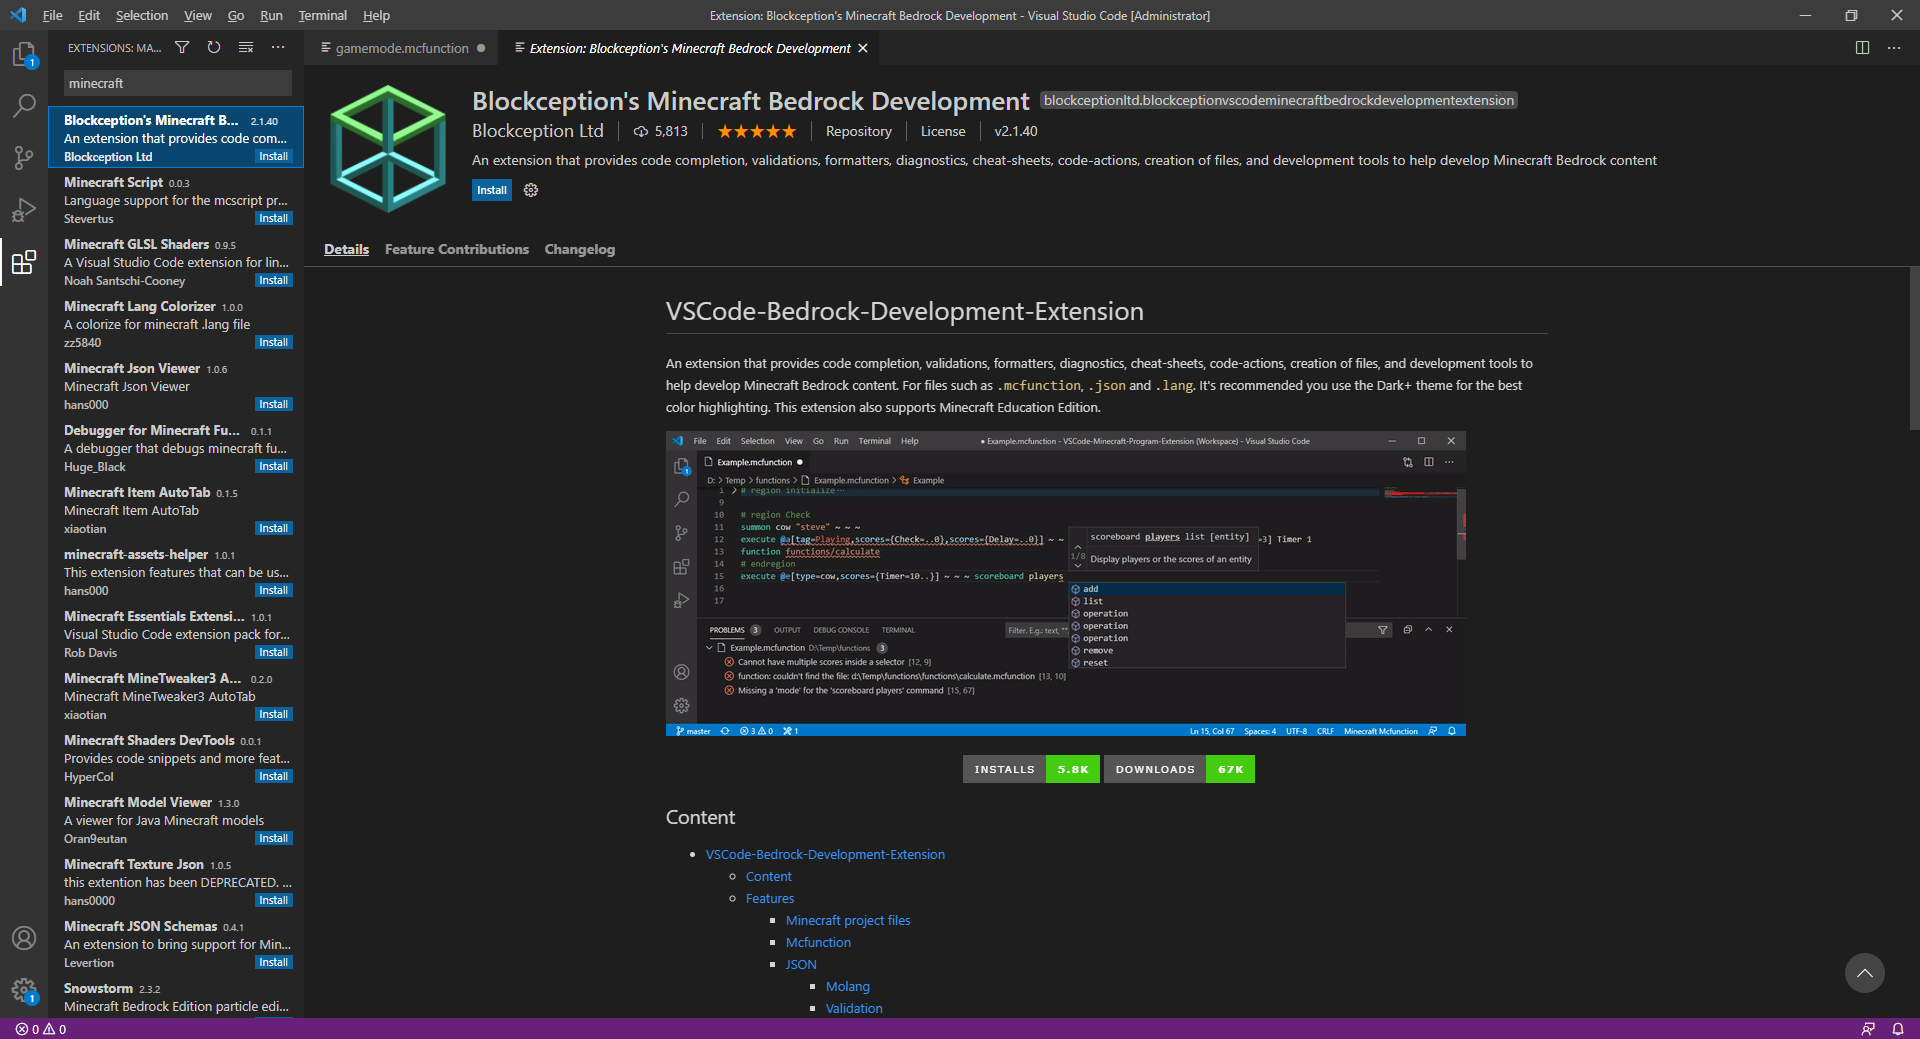 File Edit Selection View Go Run Terminal Help
Extension: Blockception's Minecraft Bedrock Development - Visual Studio Code [Administrator]
EXTENSIONS: MA...
gamemode.mcfunction
Extension: Blockception's Minecraft Bedrock Development
1
minecraft
Blockception's Minecraft B... 2.1.40
An extension that provides code com...
Blockception Ltd Install
Minecraft Script 0.0.3
Language support for the mcscript pr...
Stevertus Install
Minecraft GLSL Shaders 0.9.5
A Visual Studio Code extension for lin...
Noah Santschi-Cooney Install
Minecraft Lang Colorizer 1.0.0
A colorize for minecraft .lang file
zz5840 Install
Minecraft Json Viewer 1.0.6
Minecraft Json Viewer
hans000 Install
Debugger for Minecraft Fu... 0.1.1
A debugger that debugs minecraft fu...
Huge_Black Install
Minecraft Item AutoTab 0.1.5
Minecraft Item AutoTab
xiaotian Install
minecraft-assets-helper 1.0.1
This extension features that can be us...
hans000 Install
Minecraft Essentials Extensi... 1.0.1
Visual Studio Code extension pack for...
Rob Davis Install
Minecraft MineTweaker3 A... 0.2.0
Minecraft MineTweaker3 AutoTab
xiaotian Install
Minecraft Shaders DevTools 0.0.1
Provides code snippets and more feat...
HyperCol Install
Minecraft Model Viewer 1.3.0
A viewer for Java Minecraft models
Oran9eutan Install
Minecraft Texture Json 1.0.5
this extention has been DEPRECATED. ...
hans0000 Install
Minecraft JSON Schemas 0.4.1
An extension to bring support for Min...
Levertion Install
Snowstorm 2.3.2
Minecraft Bedrock Edition particle edi...
1
Blockception's Minecraft Bedrock Development blockceptionltd.blockceptionvscodeminecraftbedrockdevelopmentextension
Blockception Ltd 5,813 Repository License v2.1.40
An extension that provides code completion, validations, formatters, diagnostics, cheat-sheets, code-actions, creation of files, and development tools to help develop Minecraft Bedrock content
Install
Details Feature Contributions Changelog
VSCode-Bedrock-Development-Extension
An extension that provides code completion, validations, formatters, diagnostics, cheat-sheets, code-actions, creation of files, and development tools to
help develop Minecraft Bedrock content. For files such as .mcfunction, .json and .lang. It's recommended you use the Dark+ theme for the best
color highlighting. This extension also supports Minecraft Education Edition.
File Edit Selection View Go Run Terminal Help
● Example.mcfunction - VSCode-Minecraft-Program-Extension (Workspace) - Visual Studio Code
Example.mcfunction ●
1
D: > Temp > functions > Example.mcfunction > Example
1 > # region initialize ...
9
10 # region Check
11 summon cow "steve" ~ ~ ~
12 execute @a[tag=Playing,scores={Check=..0},scores={Delay=..0}] ~ ~ =3] Timer 1
13 function functions/calculate
14 # endregion
15 execute @e[type=cow,scores={Timer=10..}] ~ ~ ~ scoreboard players
16
17
scoreboard players list [entity]
1/8
Display players or the scores of an entity
add
list
operation
operation
operation
remove
reset
PROBLEMS 3 OUTPUT DEBUG CONSOLE TERMINAL Filter. E.g.: text, **
Example.mcfunction D:\Temp\functions 3
Cannot have multiple scores inside a selector [12, 9]
function: couldn't find the file: d:\Temp\functions\functions\calculate.mcfunction [13, 10]
Missing a 'mode' for the 'scoreboard players' command [15, 67]
master 3 0 1 Ln 15, Col 67 Spaces: 4 UTF-8 CRLF Minecraft Mcfunction
INSTALLS 5.8K DOWNLOADS 67K
Content
• VSCode-Bedrock-Development-Extension
Content
Features
Minecraft project files
Mcfunction
JSON
Molang
Validation
0 0